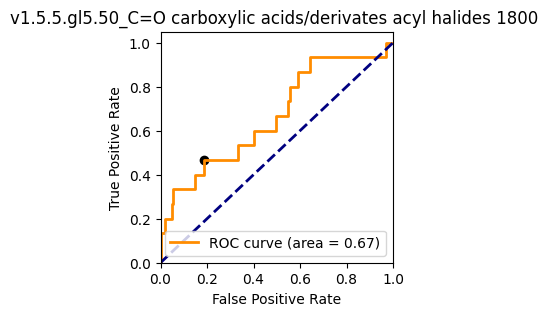 v1.5.5.gl5.50_C=O carboxylic acids/derivates acyl halides 1800
1.0
0.8
0.6
0.4
0.2
0.0
True Positive Rate
ROC curve (area = 0.67)
0.0 0.2 0.4 0.6 0.8 1.0
False Positive Rate